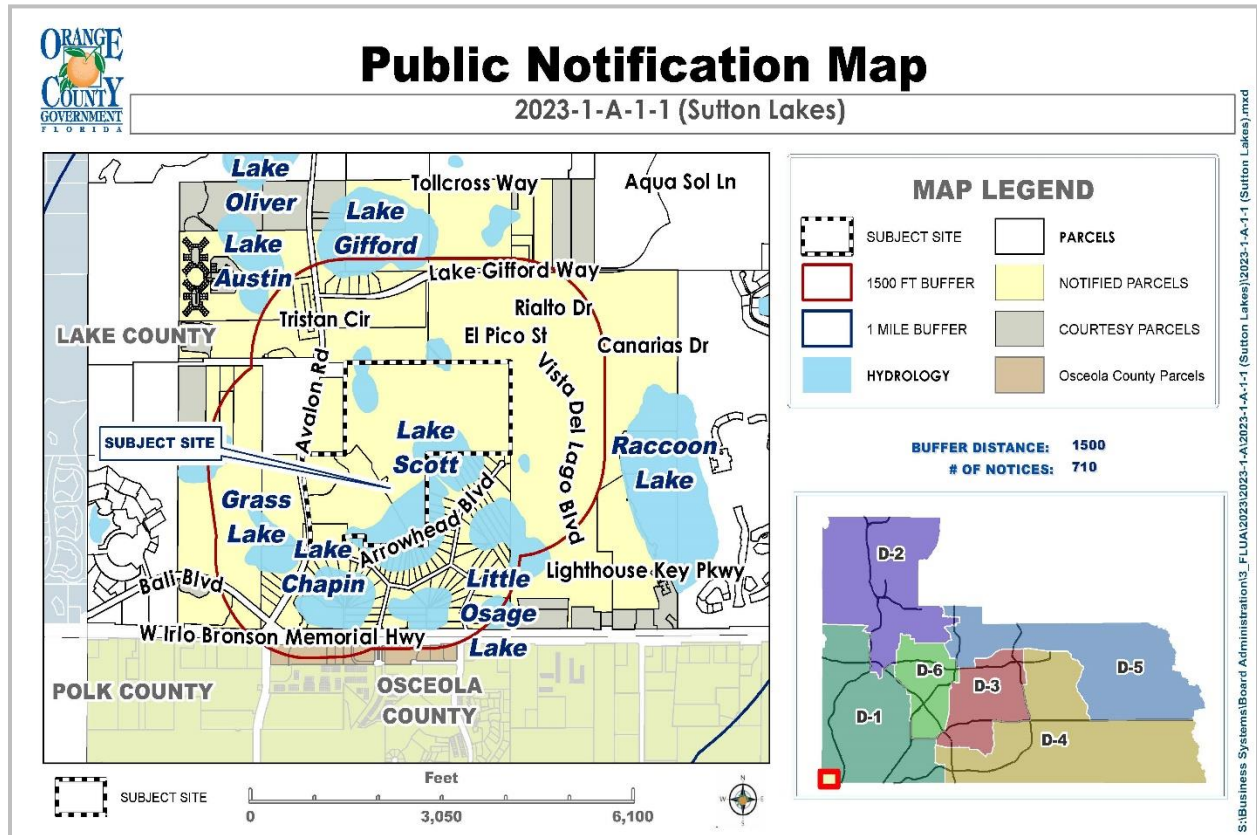 ORANGE
COUNTY
GOVERNMENT
FLORIDA
Public Notification Map
2023-1-A-1-1 (Sutton Lakes)
Lake
Oliver
Tollcross Way
Aqua Sol Ln
Lake
Gifford
Lake
Austin
Lake Gifford Way
Rialto Dr
Tristan Cir
El Pico St
LAKE COUNTY
Canarias Dr
Avalon Rd
Vista Del Lago Blvd
SUBJECT SITE
Lake
Scott
Raccoon
Lake
Grass
Lake
Arrowhead Blvd
Lake
Chapin
Bali Blvd
Little
Osage
Lake
Lighthouse Key Pkwy
W Irlo Bronson Memorial Hwy
POLK COUNTY
OSCEOLA
COUNTY
SUBJECT SITE
Feet
0
3,050
6,100
N
W
E
S
MAP LEGEND
SUBJECT SITE
PARCELS
1500 FT BUFFER
NOTIFIED PARCELS
1 MILE BUFFER
COURTESY PARCELS
HYDROLOGY
Osceola County Parcels
BUFFER DISTANCE: 1500
# OF NOTICES: 710
D-2
D-5
D-6
D-3
D-1
D-4
S:\Business Systems\Board Administration\3_FLUA\2023\2023-1-A\2023-1-A-1-1 (Sutton Lakes)\2023-1-A-1-1 (Sutton Lakes).mxd